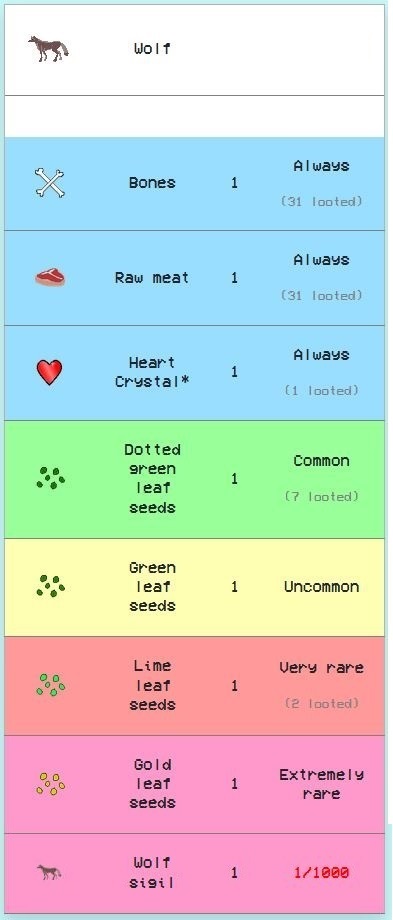 Wolf
Bones 1 Always
(31 looted)
Raw meat 1 Always
(31 looted)
Heart
Crystal* 1 Always
(1 looted)
Dotted
green
leaf
seeds 1 Common
(7 looted)
Green
leaf
seeds 1 Uncommon
Lime
leaf
seeds 1 Very rare
(2 looted)
Gold
leaf
seeds 1 Extremely
rare
Wolf
sigil 1 1/1000